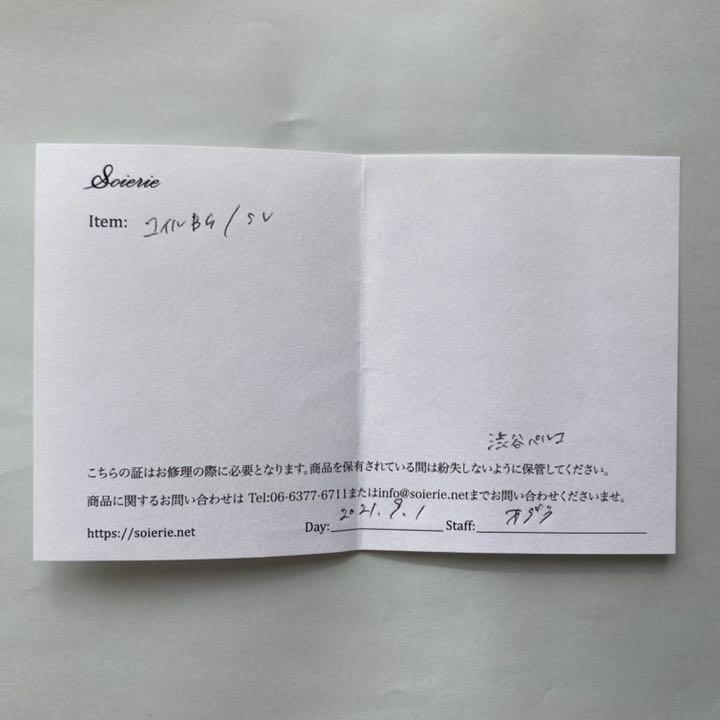 Soierie
Item: コイルBG / SV
渋谷パルコ
こちらの証はお修理の際に必要となります。商品を保有されている間は紛失しないように保管してください。
商品に関するお問い合わせは Tel:06-6377-6711またはinfo@soierie.netまでお問い合わせくださいませ。
https://soierie.net Day: 2021.9.1 Staff: